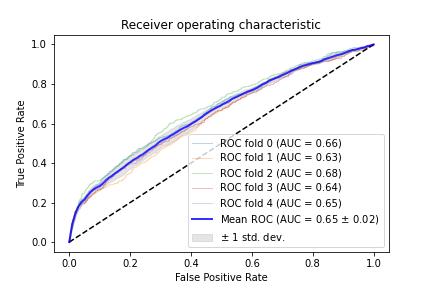 Receiver operating characteristic
True Positive Rate
1.0
0.8
0.6
0.4
0.2
0.0
ROC fold 0 (AUC = 0.66)
ROC fold 1 (AUC = 0.63)
ROC fold 2 (AUC = 0.68)
ROC fold 3 (AUC = 0.64)
ROC fold 4 (AUC = 0.65)
Mean ROC (AUC = 0.65 ± 0.02)
± 1 std. dev.
0.0 0.2 0.4 0.6 0.8 1.0
False Positive Rate